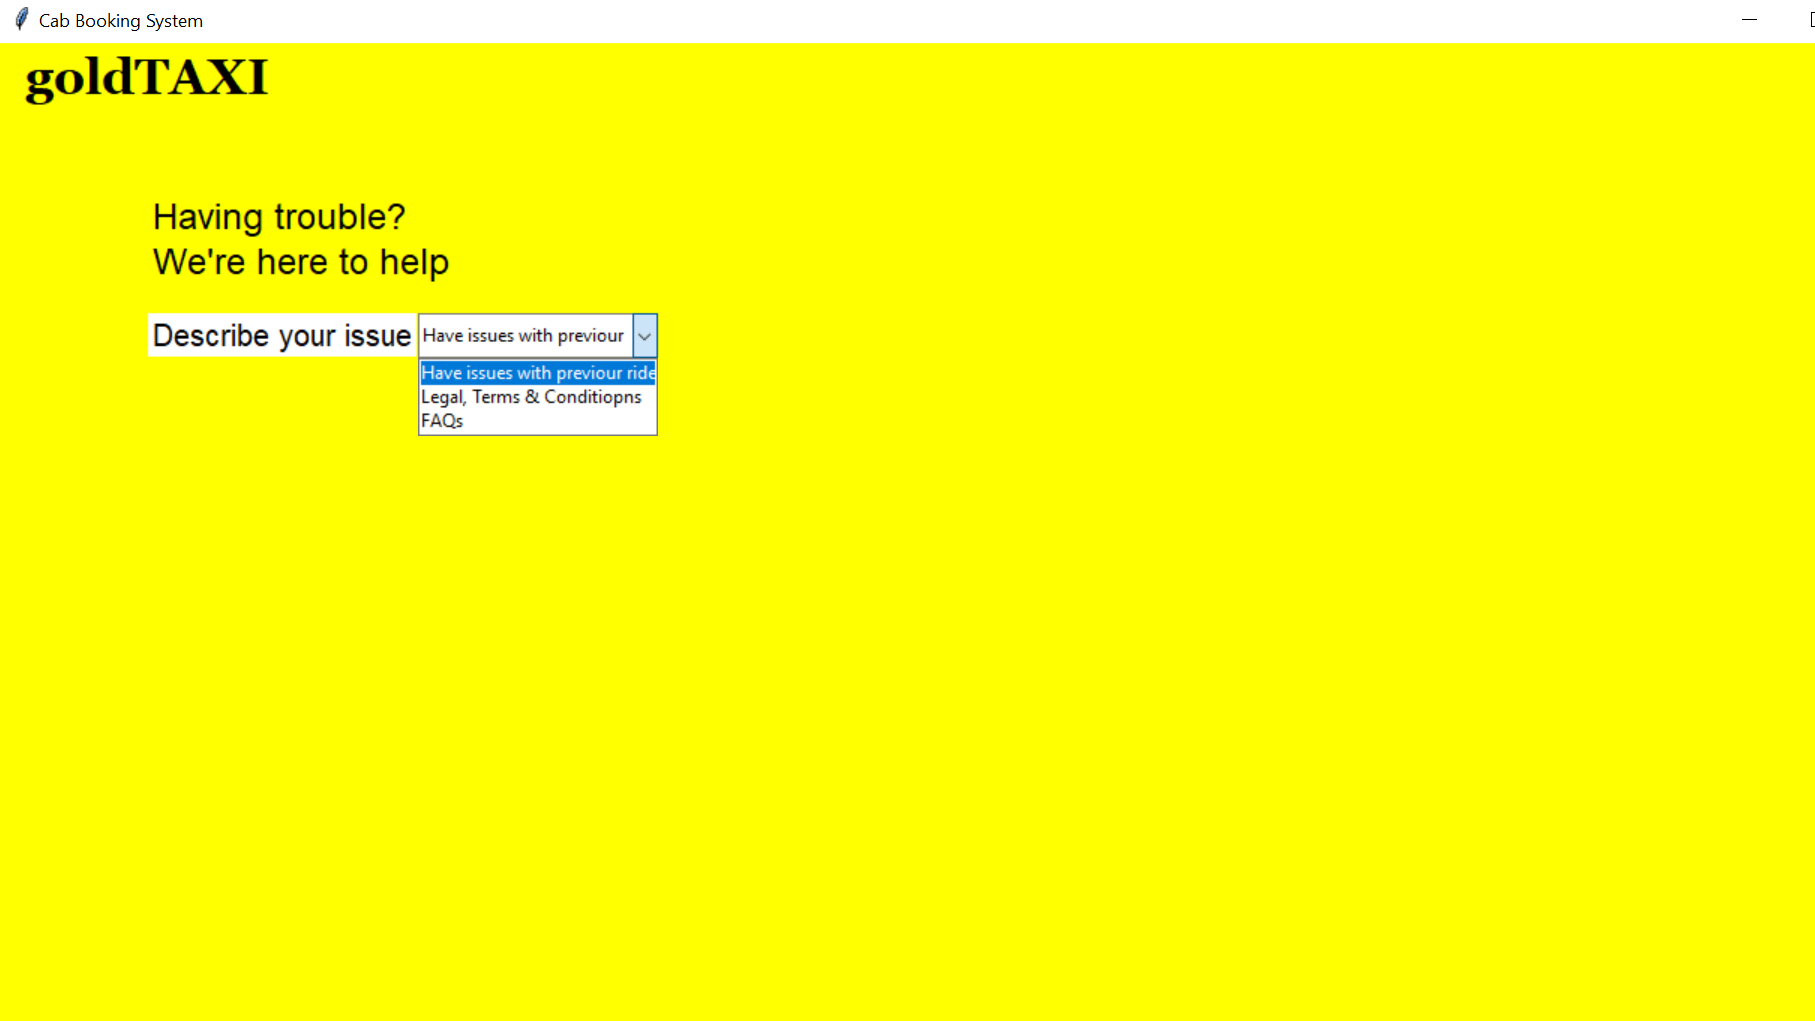 Cab Booking System
goldTAXI
Having trouble?
We're here to help
Describe your issue Have issues with previour
Have issues with previour ride
Legal, Terms & Conditiopns
FAQs